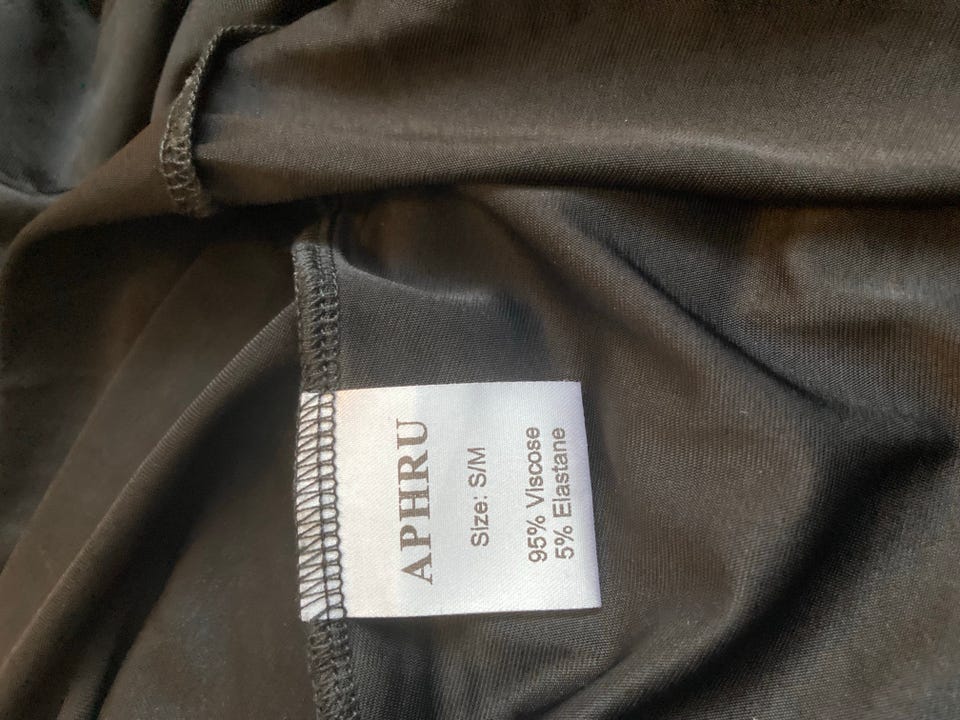 APHRU
Size: S/M
95% Viscose
5% Elastane